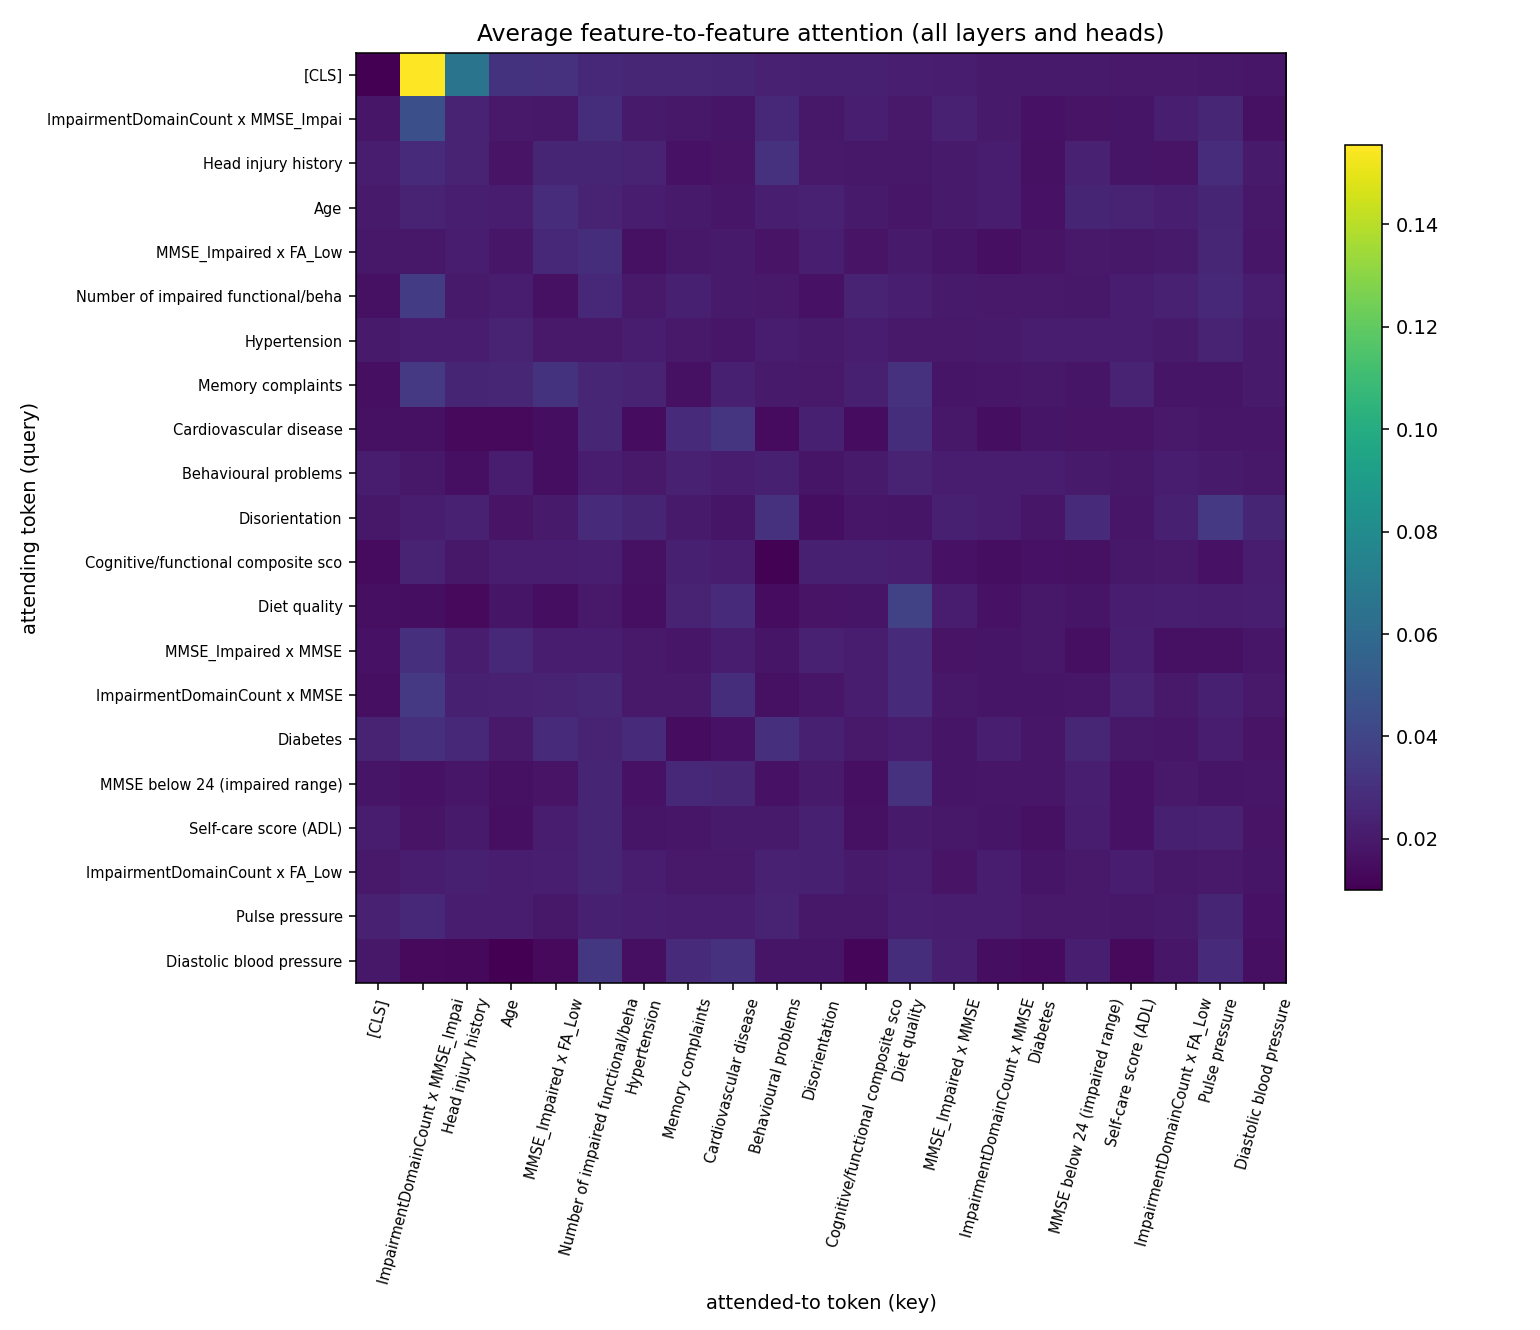 Average feature-to-feature attention (all layers and heads)
[CLS]
ImpairmentDomainCount x MMSE_Impai
Head injury history
Age
MMSE_Impaired x FA_Low
Number of impaired functional/beha
Hypertension
Memory complaints
Cardiovascular disease
Behavioural problems
Disorientation
Cognitive/functional composite sco
Diet quality
MMSE_Impaired x MMSE
ImpairmentDomainCount x MMSE
Diabetes
MMSE below 24 (impaired range)
Self-care score (ADL)
ImpairmentDomainCount x FA_Low
Pulse pressure
Diastolic blood pressure
attending token (query)
[CLS]
ImpairmentDomainCount x MMSE_Impai
Head injury history
Age
MMSE_Impaired x FA_Low
Number of impaired functional/beha
Hypertension
Memory complaints
Cardiovascular disease
Behavioural problems
Disorientation
Cognitive/functional composite sco
Diet quality
MMSE_Impaired x MMSE
ImpairmentDomainCount x MMSE
Diabetes
MMSE below 24 (impaired range)
Self-care score (ADL)
ImpairmentDomainCount x FA_Low
Pulse pressure
Diastolic blood pressure
attended-to token (key)
0.14
0.12
0.10
0.08
0.06
0.04
0.02